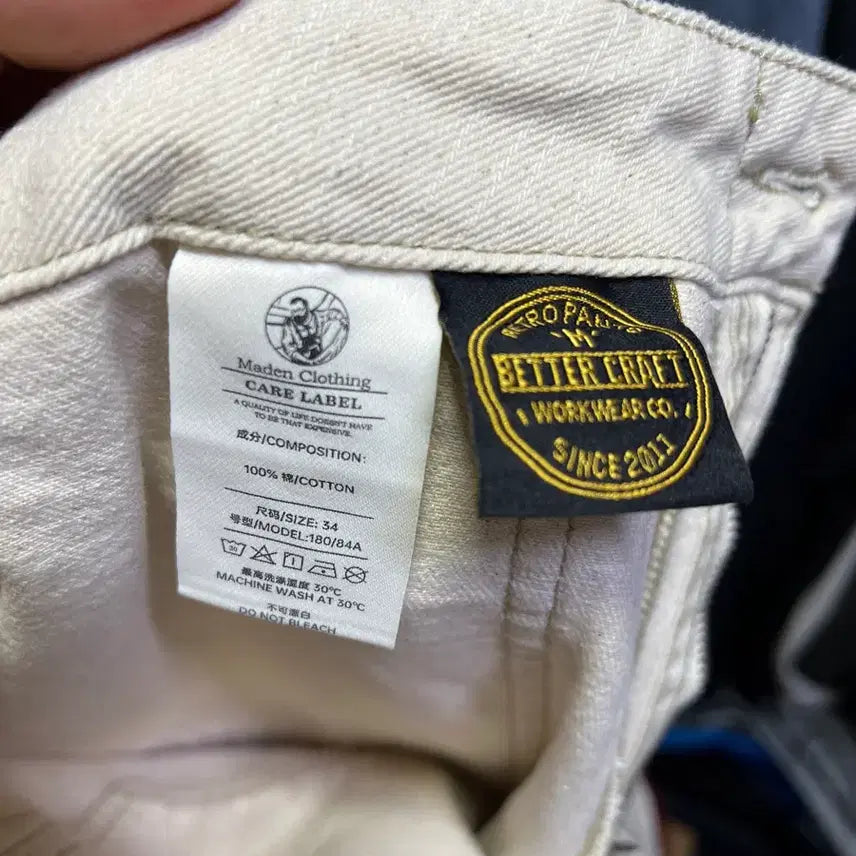 Maden Clothing
CARE LABEL
A QUALITY OF LIFE DOESN'T HAVE
TO BE THAT EXPENSIVE.
成分/COMPOSITION:
100% 棉/COTTON
尺码/SIZE: 34
号型/MODEL:180/84A
30
最高洗涤温度 30°C
MACHINE WASH AT 30°C
不可漂白
DO NOT BLEACH
"M"
BETTER CRAFT
WORKWEAR CO.
SINCE 2011